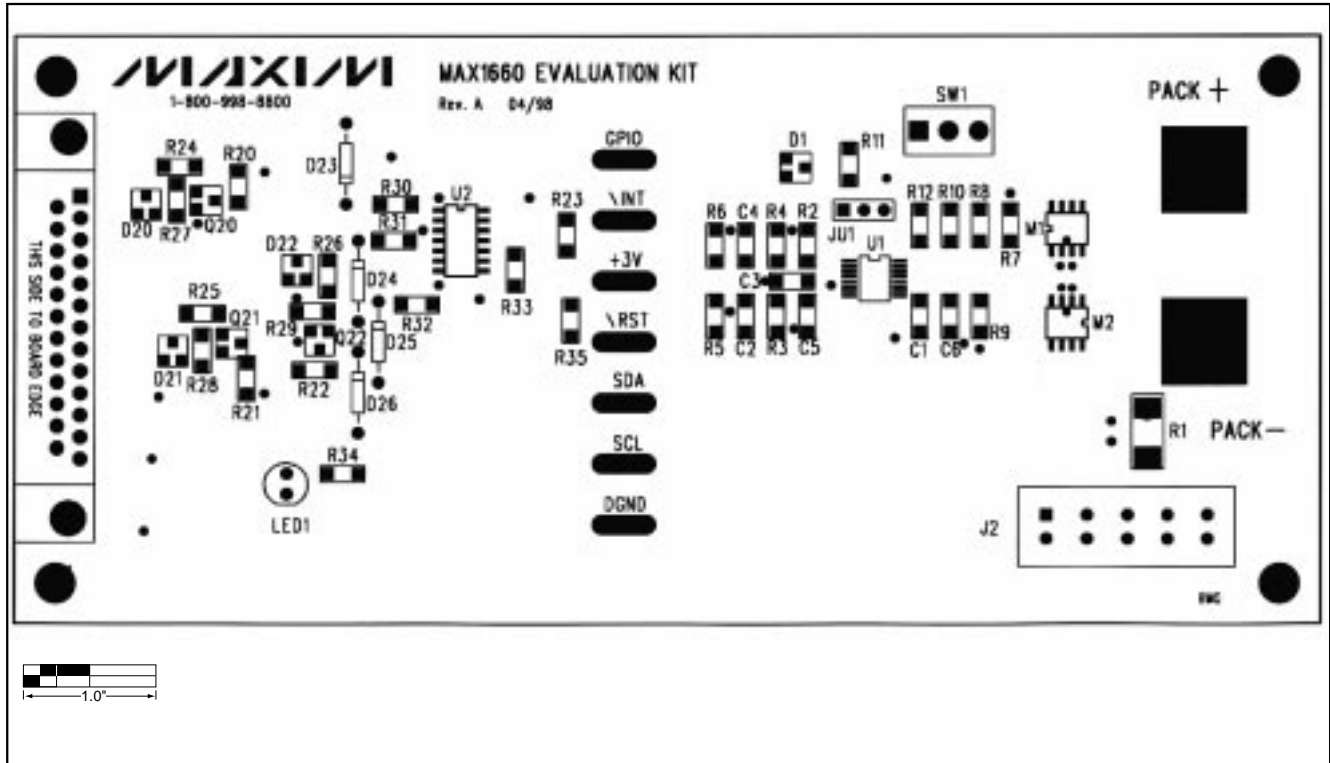 MAXIM
1-800-998-8800
MAX1660 EVALUATION KIT
Rev. A 04/98
THIS SIDE TO BOARD EDGE
R24
R20
D20
R27
Q20
D23
R30
R31
U2
D22
R26
D24
R25
Q21
R29
Q22
D25
R32
D21
R28
R21
R22
D26
R34
LED1
R23
R33
R35
GPIO
\INT
+3V
\RST
SDA
SCL
DGND
D1
R11
SW1
R6
C4
R4
R2
JU1
U1
C3
R5
C2
R3
C5
R12
R10
R8
R7
M1
C1
C6
R9
M2
PACK +
PACK-
R1
J2
1.0"